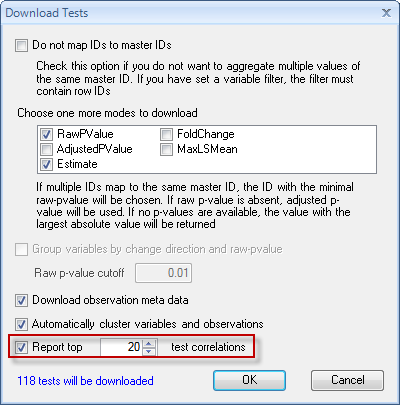 Download Tests
Do not map IDs to master IDs
Check this option if you do not want to aggregate multiple values of
the same master ID. If you have set a variable filter, the filter must
contain row IDs
Choose one more modes to download
RawPValue FoldChange
AdjustedPValue MaxLSMean
Estimate
If multiple IDs map to the same master ID, the ID with the minimal
raw-pvalue will be chosen. If raw p-value is absent, adjusted p-
value will be used. If no p-values are available, the value with the
largest absolute value will be returned
Group variables by change direction and raw-pvalue
Raw p-value cutoff 0.01
Download observation meta data
Automatically cluster variables and observations
Report top 20 test correlations
118 tests will be downloaded OK Cancel